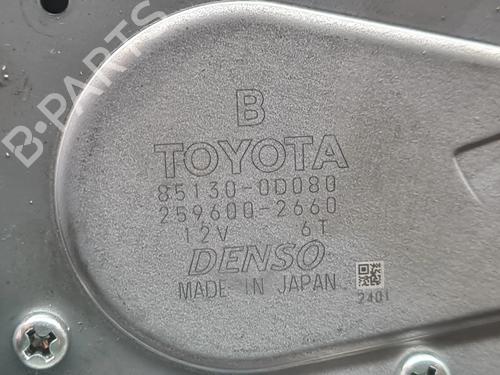 B-PARTS
B
TOYOTA
85130-0D080
259600-2660
12V 6T
DENSO
MADE IN JAPAN
2401